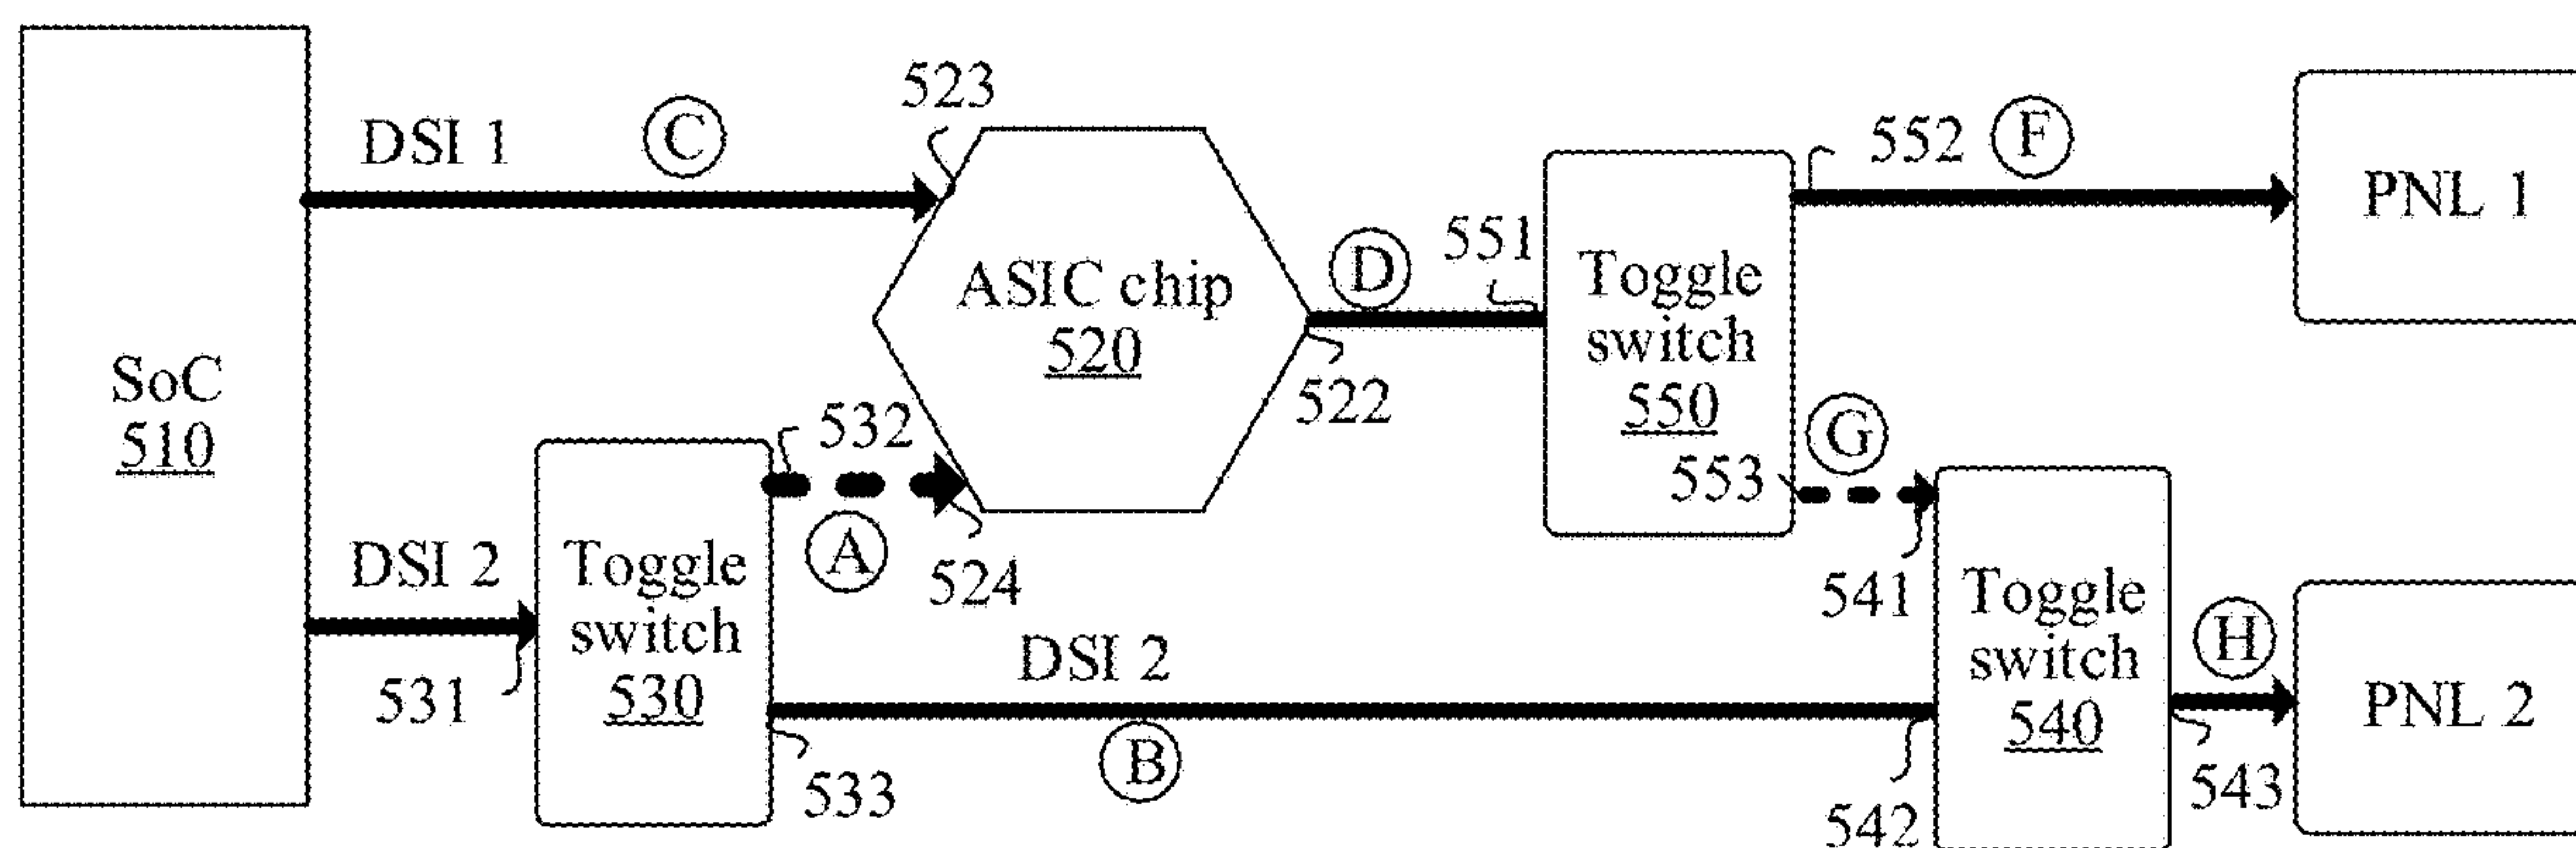 523
DSI 1
C
552
F
PNL 1
551
D
Toggle
switch
550
ASIC chip
520
522
SoC
510
532
553
G
A
524
DSI 2
531
Toggle
switch
530
533
DSI 2
B
541
Toggle
switch
540
542
H
543
PNL 2